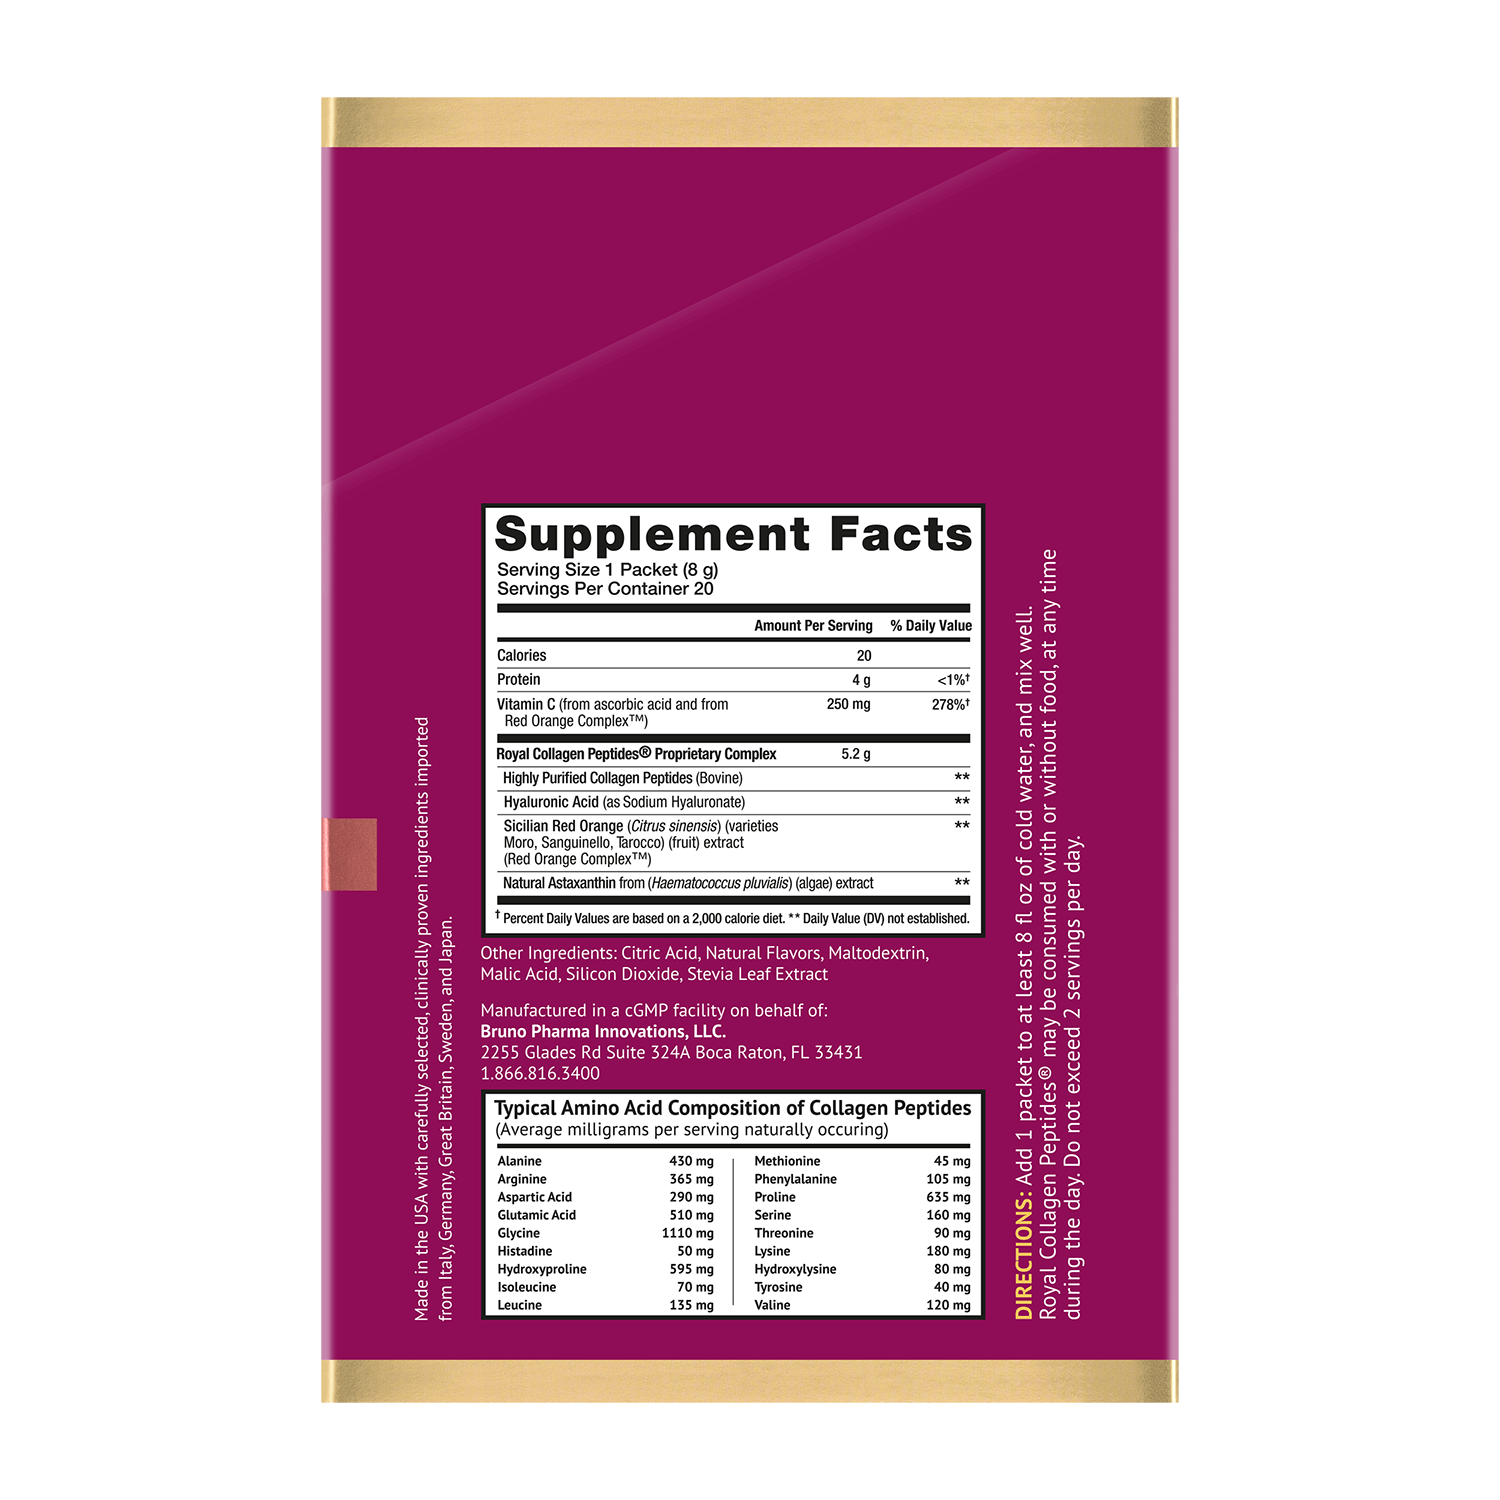 Supplement Facts
Serving Size 1 Packet (8 g)
Servings Per Container 20
Amount Per Serving % Daily Value
Calories 20
Protein 4 g <1%†
Vitamin C (from ascorbic acid and from 250 mg 278%†
Red Orange Complex™)
Royal Collagen Peptides® Proprietary Complex 5.2 g
Highly Purified Collagen Peptides (Bovine) **
Hyaluronic Acid (as Sodium Hyaluronate) **
Sicilian Red Orange (Citrus sinensis) (varieties **
Moro, Sanguinello, Tarocco) (fruit) extract
(Red Orange Complex™)
Natural Astaxanthin from (Haematococcus pluvialis) (algae) extract **
† Percent Daily Values are based on a 2,000 calorie diet. ** Daily Value (DV) not established.
Other Ingredients: Citric Acid, Natural Flavors, Maltodextrin,
Malic Acid, Silicon Dioxide, Stevia Leaf Extract
Manufactured in a cGMP facility on behalf of:
Bruno Pharma Innovations, LLC.
2255 Glades Rd Suite 324A Boca Raton, FL 33431
1.866.816.3400
Typical Amino Acid Composition of Collagen Peptides
(Average milligrams per serving naturally occuring)
Alanine 430 mg Methionine 45 mg
Arginine 365 mg Phenylalanine 105 mg
Aspartic Acid 290 mg Proline 635 mg
Glutamic Acid 510 mg Serine 160 mg
Glycine 1110 mg Threonine 90 mg
Histadine 50 mg Lysine 180 mg
Hydroxyproline 595 mg Hydroxylysine 80 mg
Isoleucine 70 mg Tyrosine 40 mg
Leucine 135 mg Valine 120 mg
Made in the USA with carefully selected, clinically proven ingredients imported
from Italy, Germany, Great Britain, Sweden, and Japan.
DIRECTIONS: Add 1 packet to at least 8 fl oz of cold water, and mix well.
Royal Collagen Peptides® may be consumed with or without food, at any time
during the day. Do not exceed 2 servings per day.